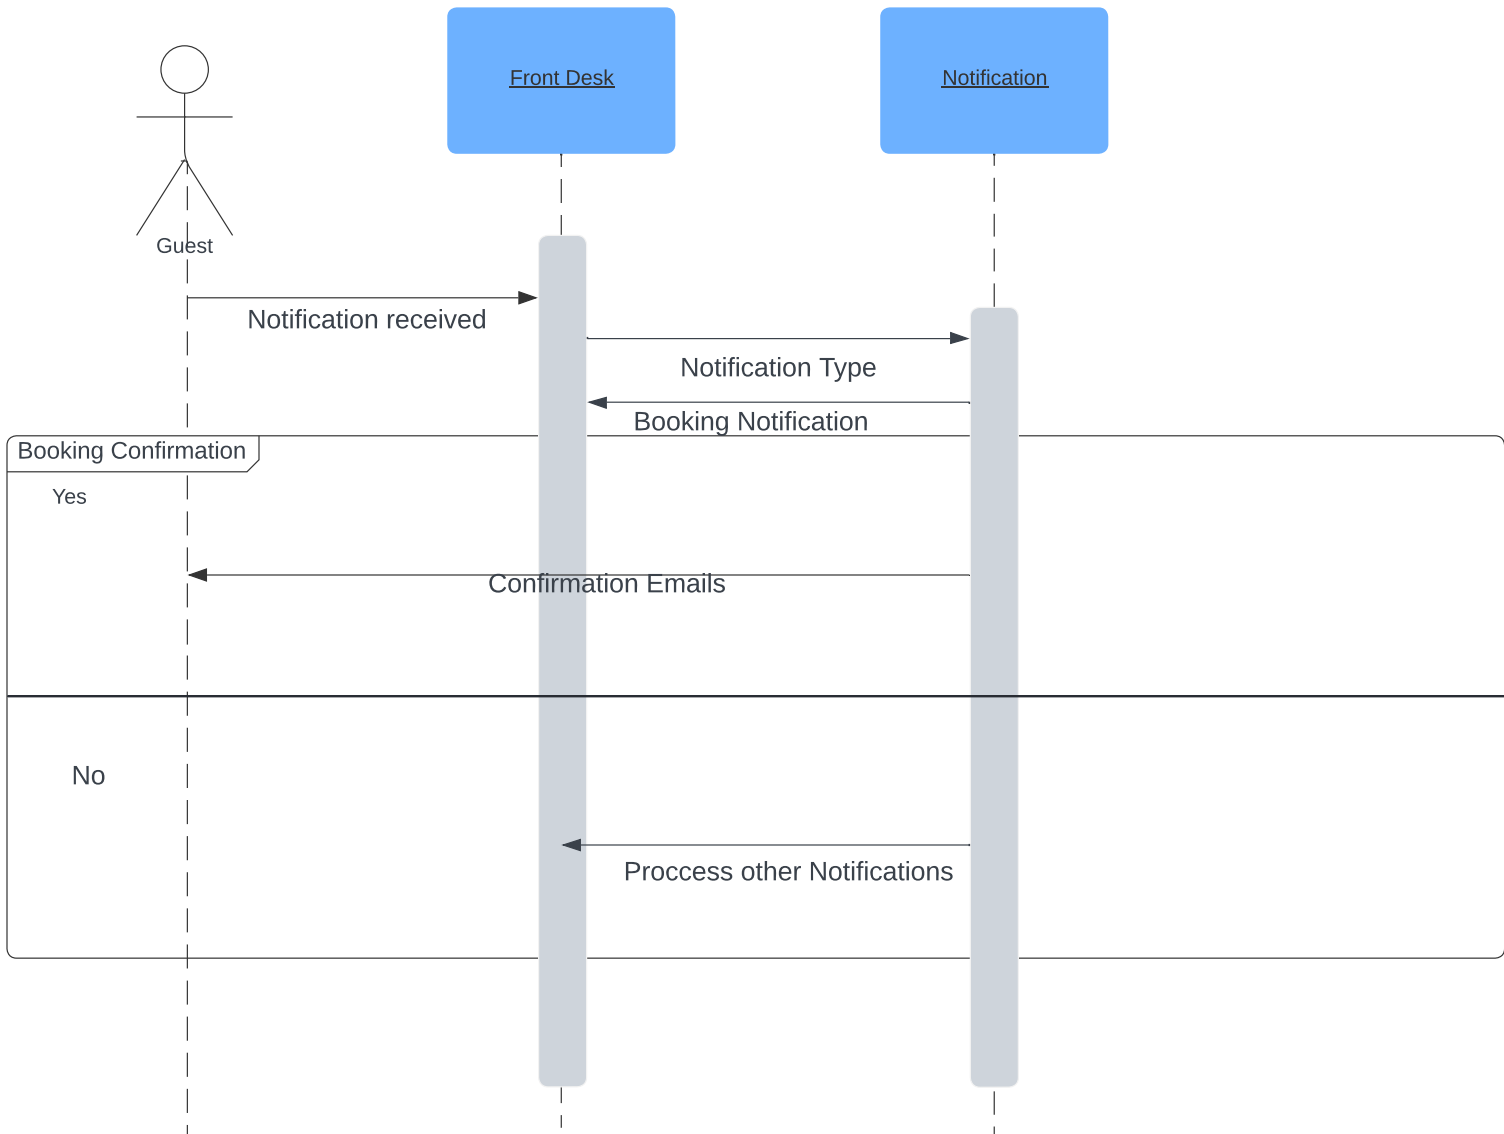 Front Desk
Notification
Guest
Notification received
Notification Type
Booking Notification
Booking Confirmation
Yes
Confirmation Emails
No
Proccess other Notifications